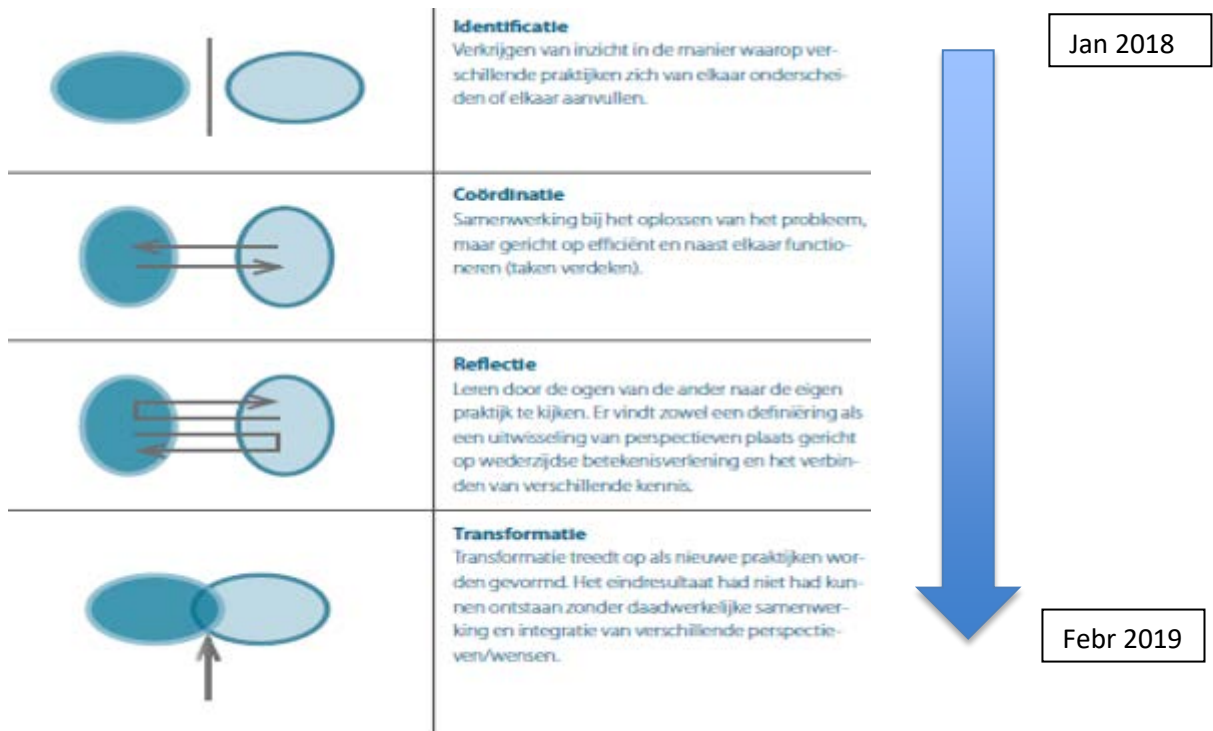 Identificatie
Verkrijgen van inzicht in de manier waarop ver-
schillende praktijken zich van elkaar onderschei-
den of elkaar aanvullen.
Jan 2018
Coördinatie
Samenwerking bij het oplossen van het probleem,
maar gericht op efficiënt en naast elkaar functio-
neren (taken verdelen).
Reflectie
Leren door de ogen van de ander naar de eigen
praktijk te kijken. Er vindt zowel een definiëring als
een uitwisseling van perspectieven plaats gericht
op wederzijdse betekenisverlening en het verbin-
den van verschillende kennis.
Transformatie
Transformatie treedt op als nieuwe praktijken wor-
den gevormd. Het eindresultaat had niet had kun-
nen ontstaan zonder daadwerkelijke samenwer-
king en integratie van verschillende perspectie-
ven/wensen.
Febr 2019